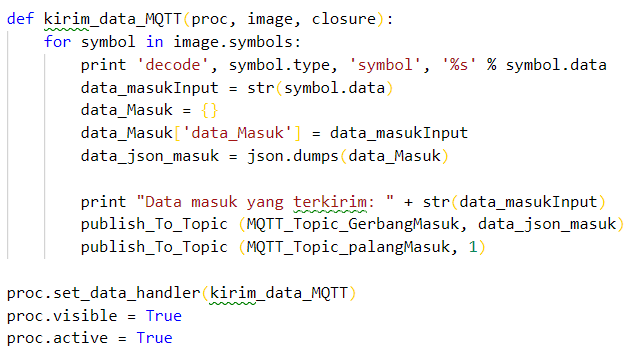 def kirim_data_MQTT(proc, image, closure):
    for symbol in image.symbols:
        print 'decode', symbol.type, 'symbol', '%s' % symbol.data
        data_masukInput = str(symbol.data)
        data_Masuk = {}
        data_Masuk['data_Masuk'] = data_masukInput
        data_json_masuk = json.dumps(data_Masuk)

        print "Data masuk yang terkirim: " + str(data_masukInput)
        publish_To_Topic (MQTT_Topic_GerbangMasuk, data_json_masuk)
        publish_To_Topic (MQTT_Topic_palangMasuk, 1)

proc.set_data_handler(kirim_data_MQTT)
proc.visible = True
proc.active = True